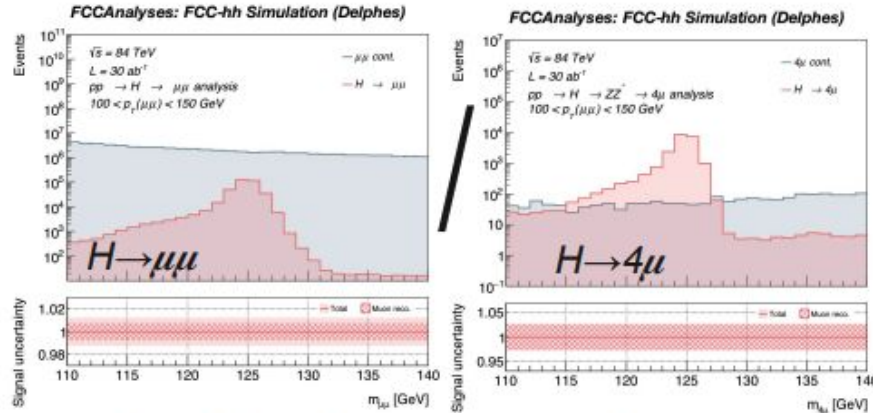 FCCAnalyses: FCC-hh Simulation (Delphes)
Events
10¹¹
10¹⁰
10⁹
10⁸
10⁷
10⁶
10⁵
10⁴
10³
10²
√s = 84 TeV
L = 30 ab⁻¹
pp → H → μμ analysis
100 < p_T(μμ) < 150 GeV
μμ cont.
H → μμ
H→μμ
Signal uncertainty
1.02
1
0.98
Total
Muon reco.
110 115 120 125 130 135 140
m_μμ [GeV]
/
FCCAnalyses: FCC-hh Simulation (Delphes)
Events
10⁷
10⁶
10⁵
10⁴
10³
10²
10
1
10⁻¹
√s = 84 TeV
L = 30 ab⁻¹
pp → H → ZZ* → 4μ analysis
100 < p_T(μμ) < 150 GeV
4μ cont.
H → 4μ
H→4μ
Signal uncertainty
1.05
1
0.95
Total
Muon reco.
110 115 120 125 130 135 140
m_4μ [GeV]